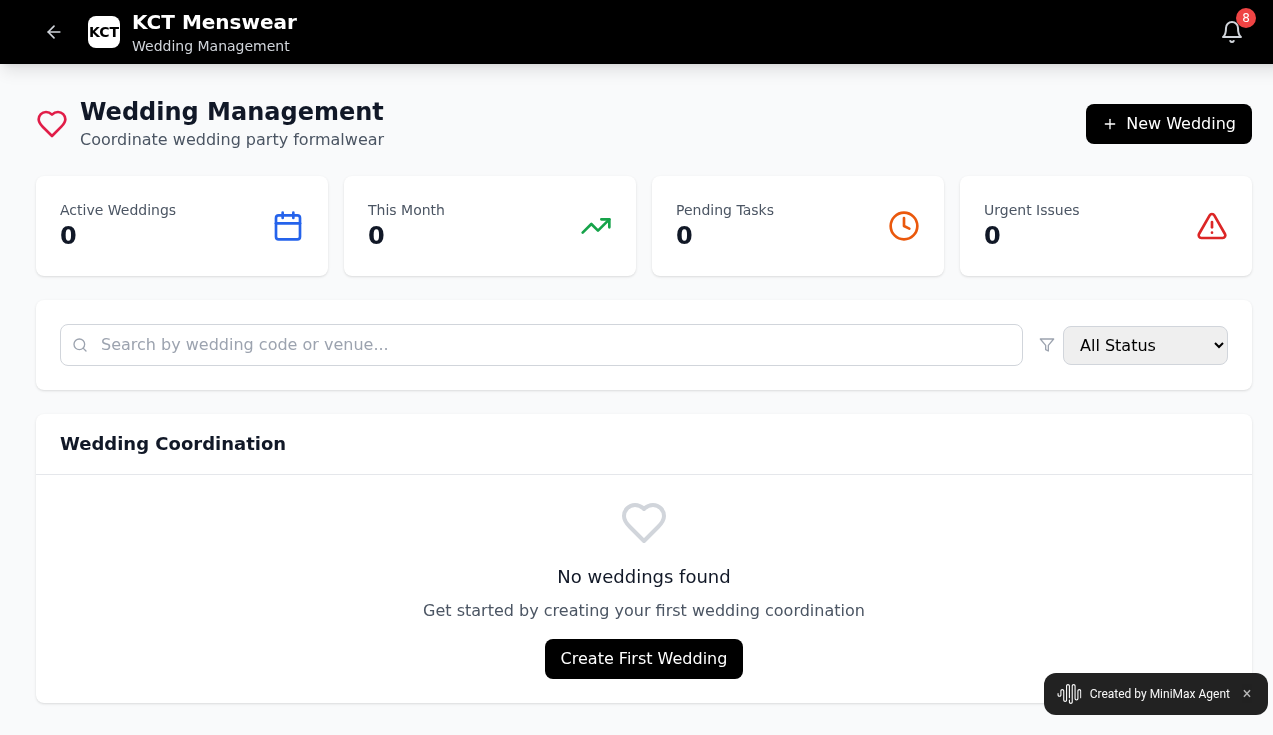 KCT
KCT Menswear
Wedding Management
8
Wedding Management
Coordinate wedding party formalwear
+ New Wedding
Active Weddings
0
This Month
0
Pending Tasks
0
Urgent Issues
0
Search by wedding code or venue...
All Status
Wedding Coordination
No weddings found
Get started by creating your first wedding coordination
Create First Wedding
Created by MiniMax Agent ×